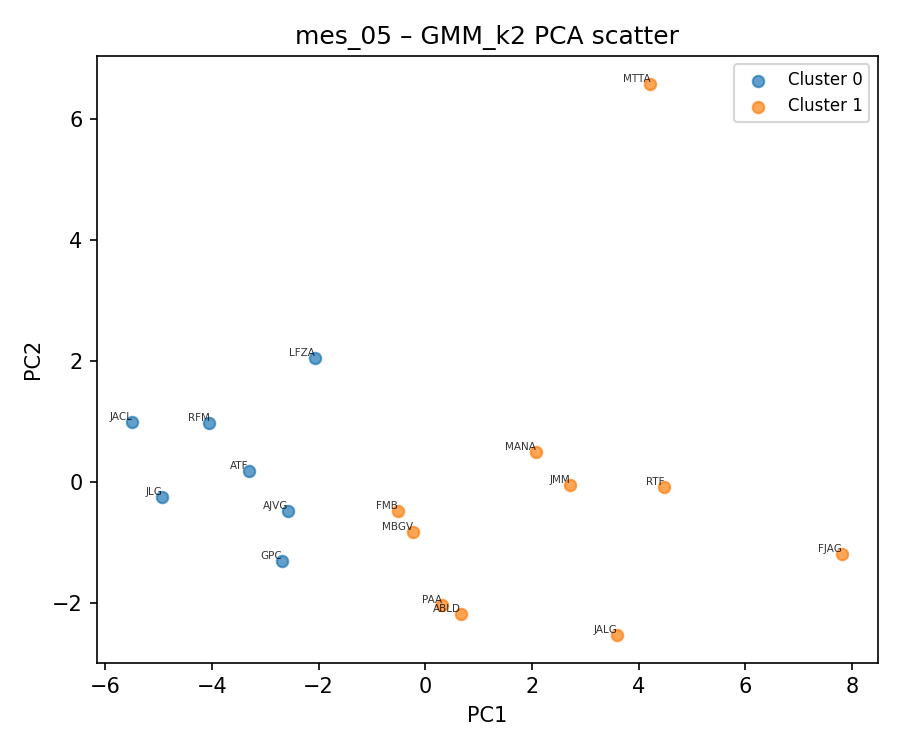 mes_05 – GMM_k2 PCA scatter
Cluster 0
Cluster 1
MTTA
LFZA
JACL
RFM
ATF
JLG
AJVG
GPC
MANA
JMM
RTF
FMB
MBGV
FJAG
PAA
ABLD
JALG
6
4
2
0
−2
PC2
−6
−4
−2
0
2
4
6
8
PC1